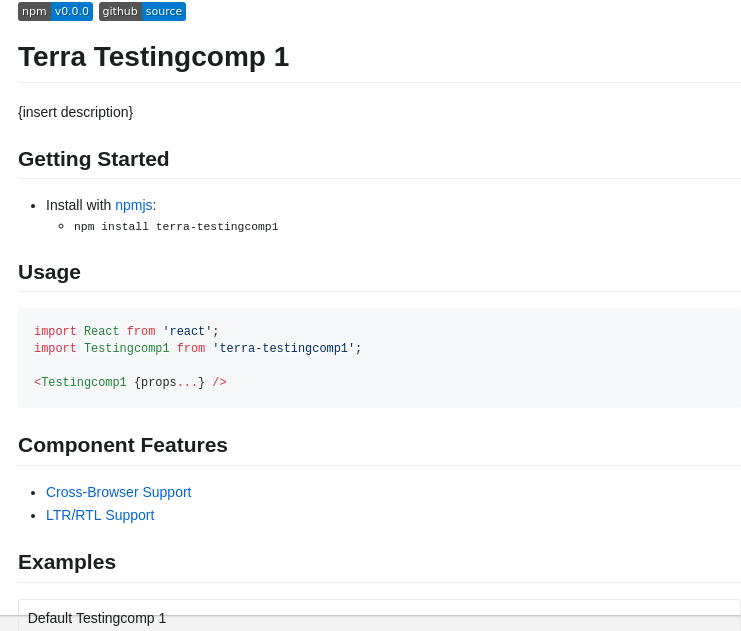 npm v0.0.0 github source
Terra Testingcomp 1
{insert description}
Getting Started
Install with npmjs:
npm install terra-testingcomp1
Usage
import React from 'react';
import Testingcomp1 from 'terra-testingcomp1';
<Testingcomp1 {props...} />
Component Features
Cross-Browser Support
LTR/RTL Support
Examples
Default Testingcomp 1